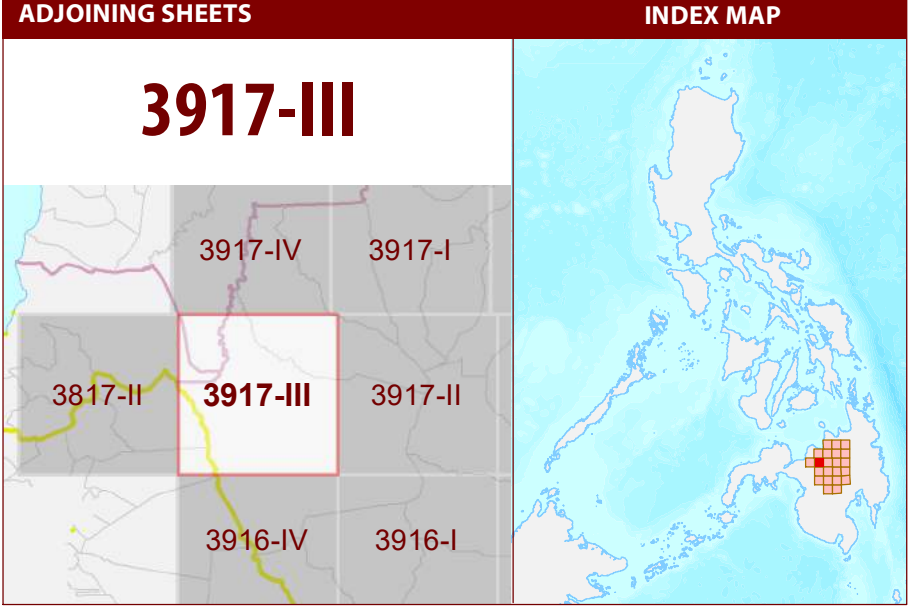 ADJOINING SHEETS
INDEX MAP
3917-III
3917-IV
3917-I
3817-II
3917-III
3917-II
3916-IV
3916-I